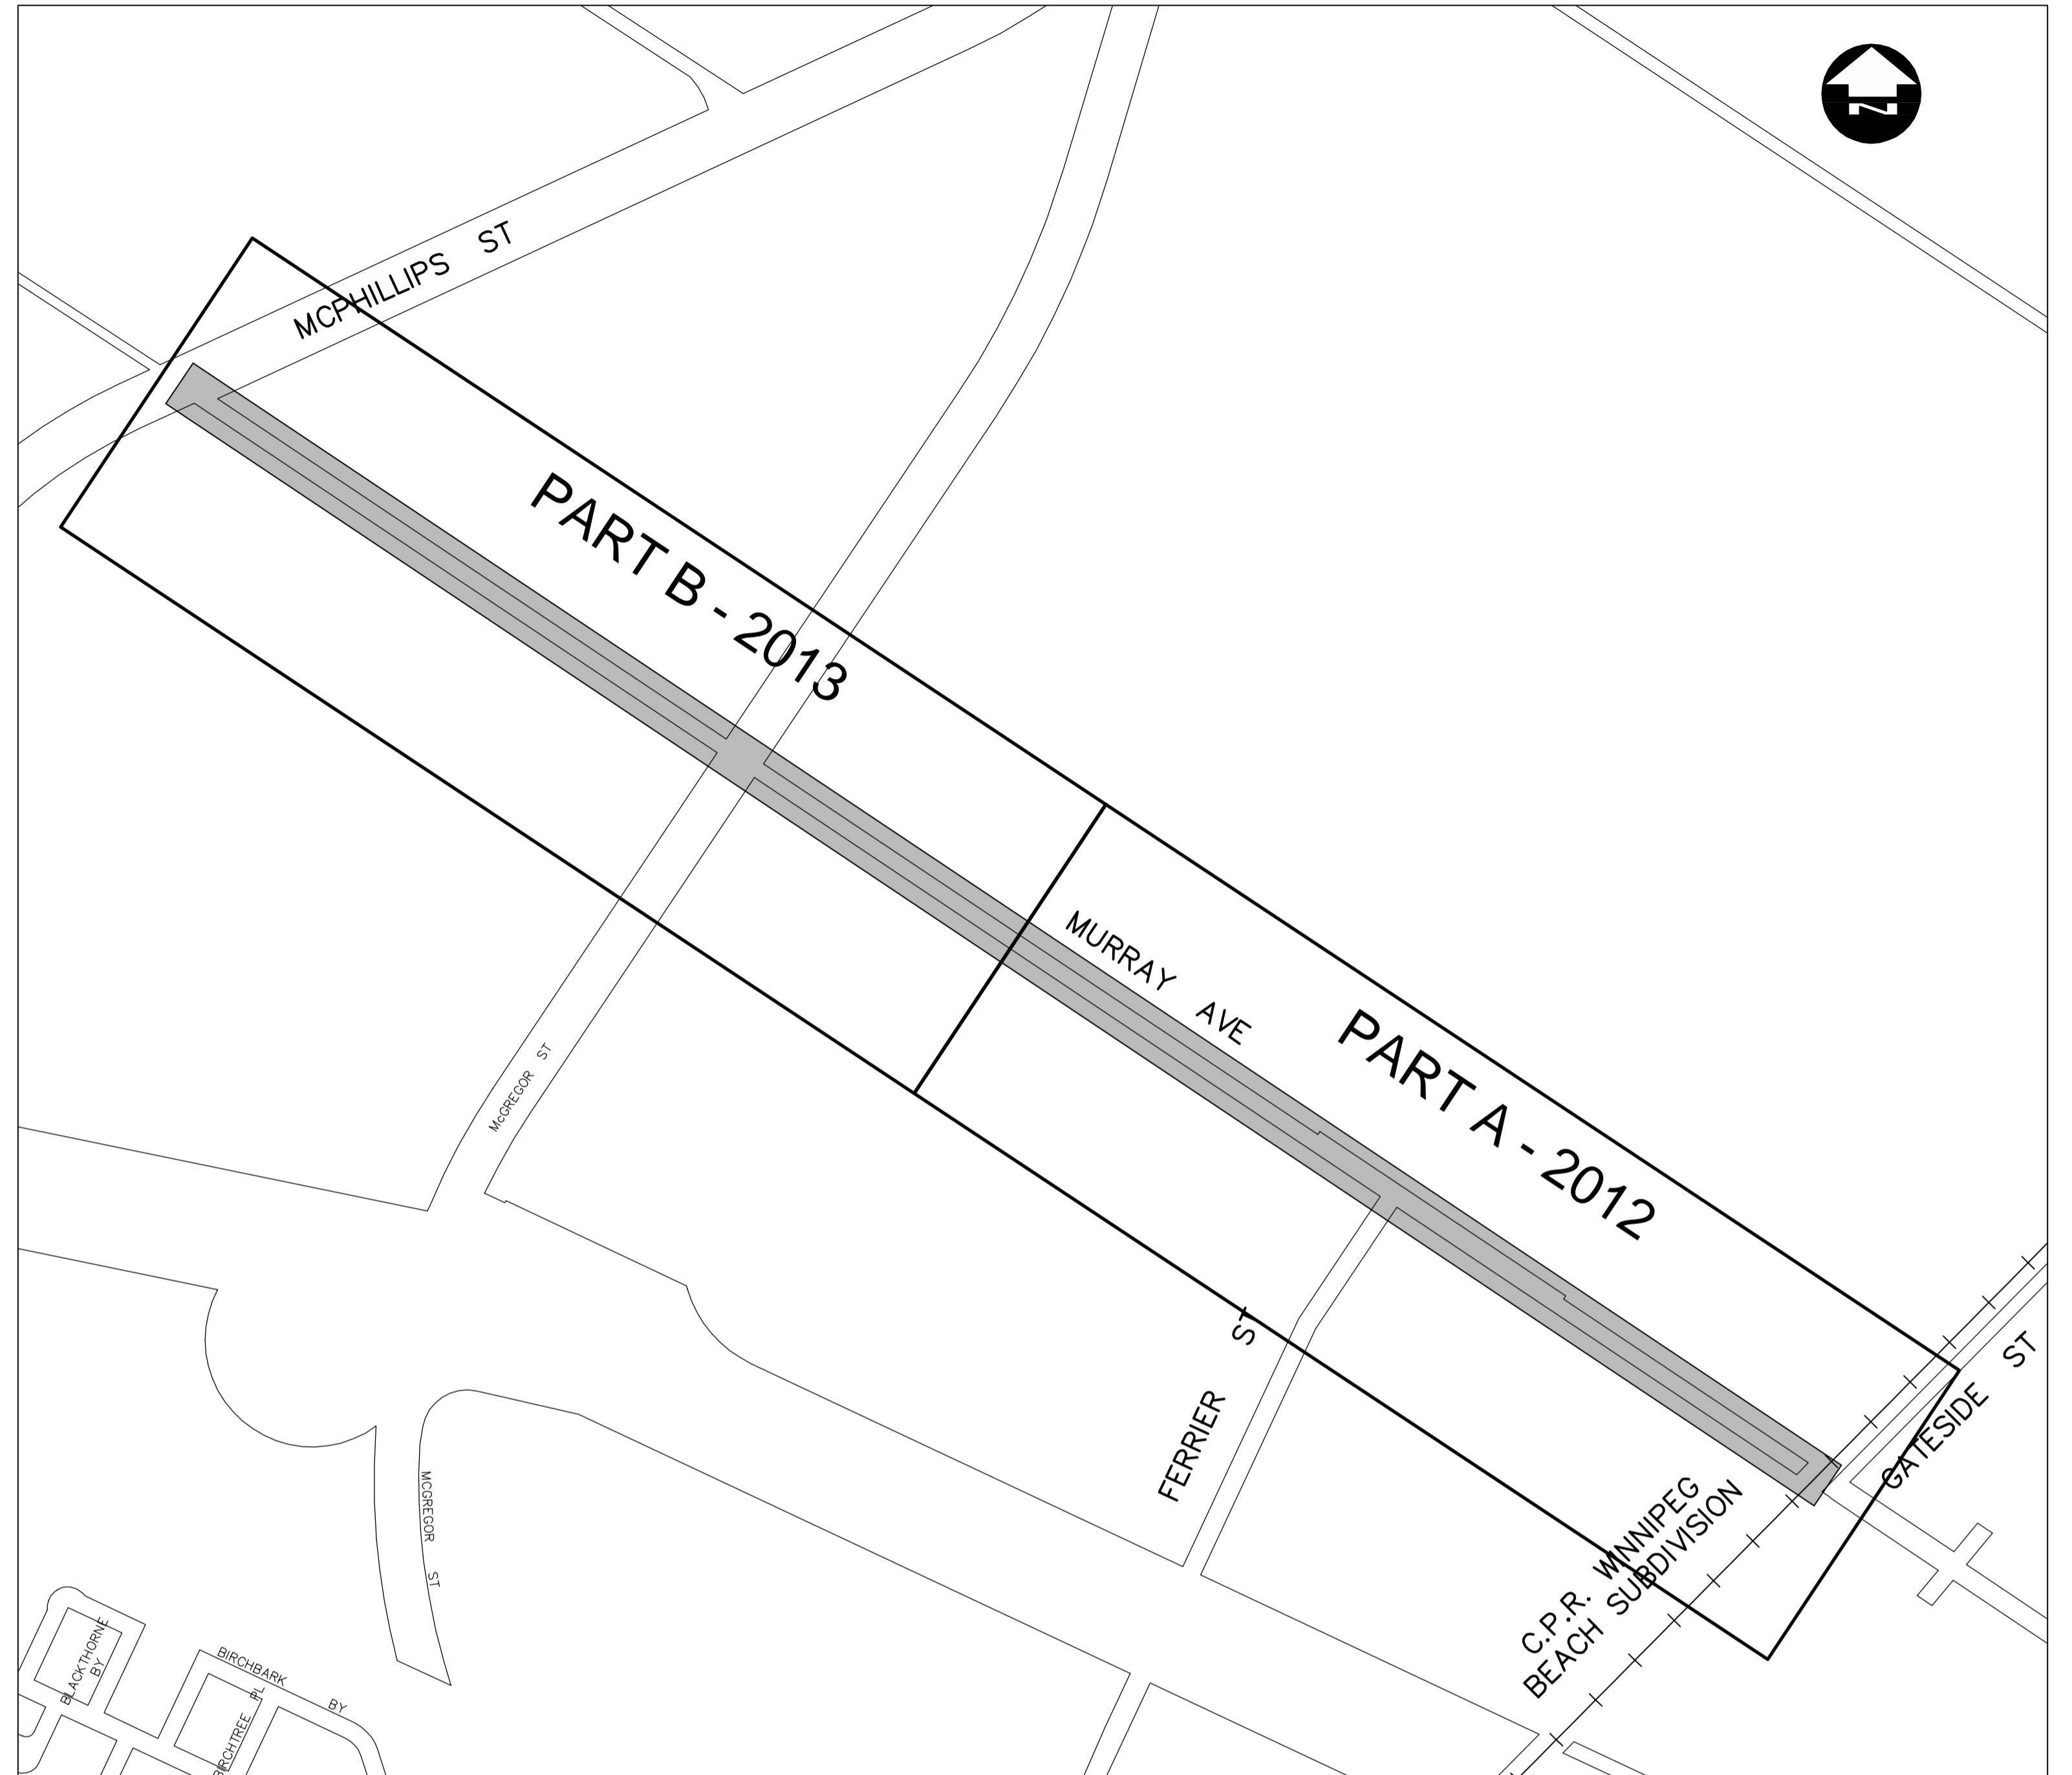 N
MCPHILLIPS ST
PART B - 2013
MURRAY AVE
PART A - 2012
McGREGOR ST
FERRIER ST
GATESIDE ST
C.P.R. WINNIPEG
BEACH SUBDIVISION
MCGREGOR ST
BLACKTHORNE
BY
BIRCHBARK BY
BIRCHTREE PL